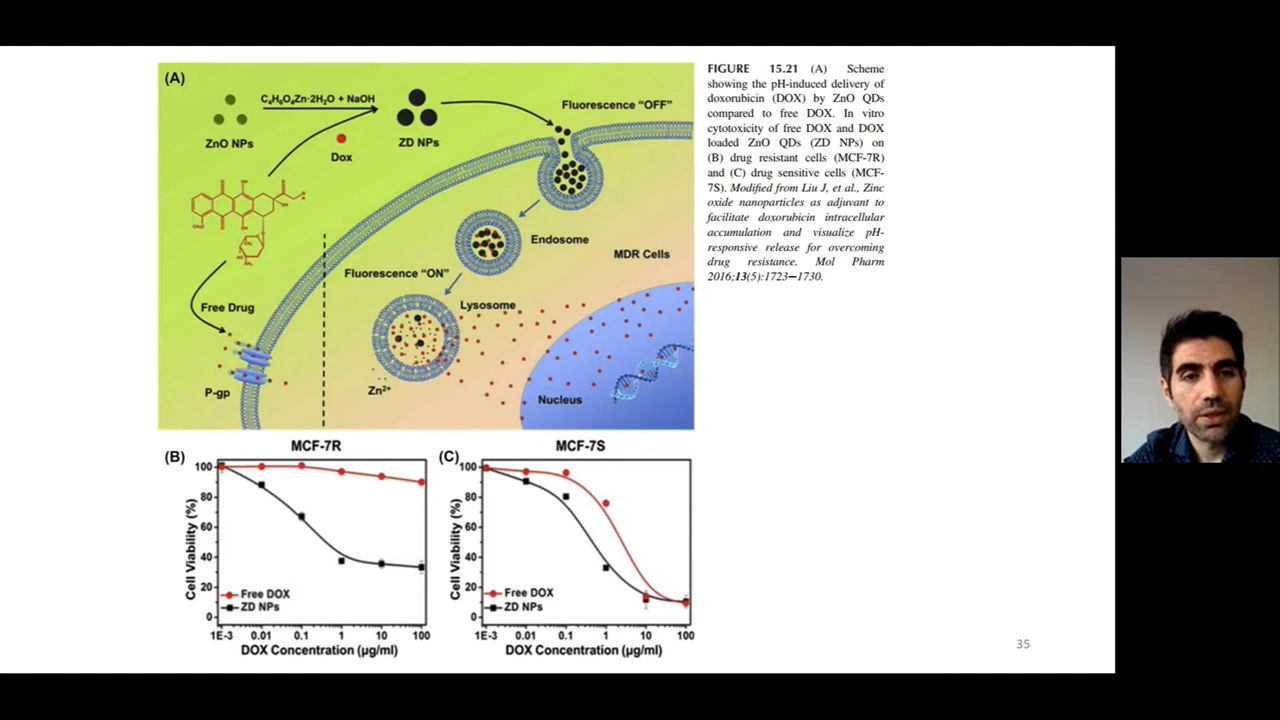 (A)
C4H6O4Zn·2H2O + NaOH
Fluorescence “OFF”
ZnO NPs
ZD NPs
Dox
Endosome
MDR Cells
Fluorescence “ON”
Lysosome
Free Drug
P-gp
Zn2+
Nucleus
FIGURE 15.21 (A) Scheme
showing the pH-induced delivery of
doxorubicin (DOX) by ZnO QDs
compared to free DOX. In vitro
cytotoxicity of free DOX and DOX
loaded ZnO QDs (ZD NPs) on
(B) drug resistant cells (MCF-7R)
and (C) drug sensitive cells (MCF-
7S). Modified from Liu J, et al., Zinc
oxide nanoparticles as adjuvant to
facilitate doxorubicin intracellular
accumulation and visualize pH-
responsive release for overcoming
drug resistance. Mol Pharm
2016;13(5):1723–1730.
(B)
MCF-7R
Cell Viability (%)
100
80
60
40
20
0
Free DOX
ZD NPs
1E-3 0.01 0.1 1 10 100
DOX Concentration (µg/ml)
(C)
MCF-7S
Cell Viability (%)
100
80
60
40
20
0
Free DOX
ZD NPs
1E-3 0.01 0.1 1 10 100
DOX Concentration (µg/ml)
35